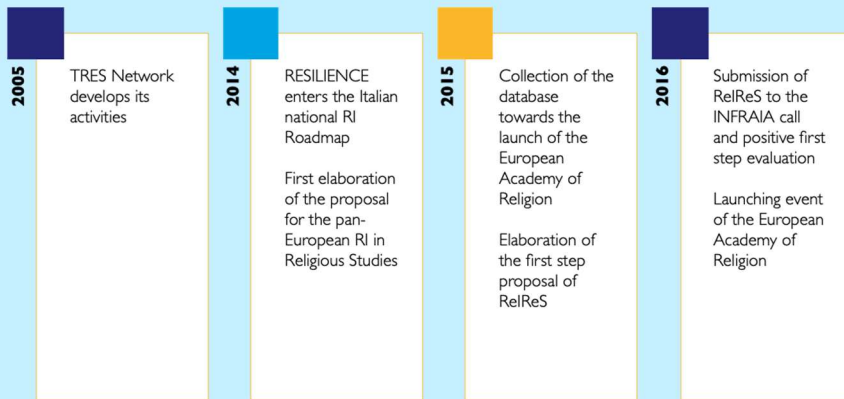 2005
TRES Network
develops its
activities
2014
RESILIENCE
enters the Italian
national RI
Roadmap
First elaboration
of the proposal
for the pan-
European RI in
Religious Studies
2015
Collection of the
database
towards the
launch of the
European
Academy of
Religion
Elaboration of
the first step
proposal of
ReIReS
2016
Submission of
ReIReS to the
INFRAIA call
and positive first
step evaluation
Launching event
of the European
Academy of
Religion